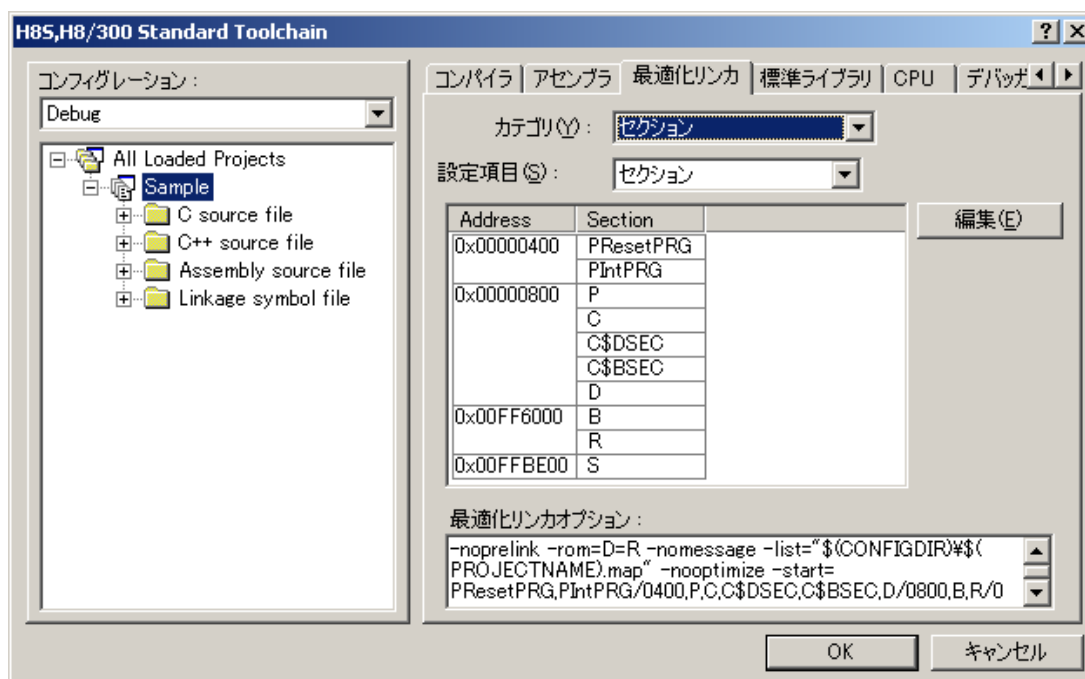 H8S,H8/300 Standard Toolchain
コンフィグレーション :
Debug
All Loaded Projects
Sample
C source file
C++ source file
Assembly source file
Linkage symbol file
コンパイラ アセンブラ 最適化リンカ 標準ライブラリ CPU デバッガ
カテゴリ(Y) : セクション
設定項目(S) : セクション
Address Section
0x00000400 PResetPRG
PIntPRG
0x00000800 P
C
C$DSEC
C$BSEC
D
0x00FF6000 B
R
0x00FFBE00 S
編集(E)
最適化リンカオプション :
-noprelink -rom=D=R -nomessage -list="$(CONFIGDIR)¥$(
PROJECTNAME).map" -nooptimize -start=
PResetPRG,PIntPRG/0400,P,C,C$DSEC,C$BSEC,D/0800,B,R/0
OK キャンセル